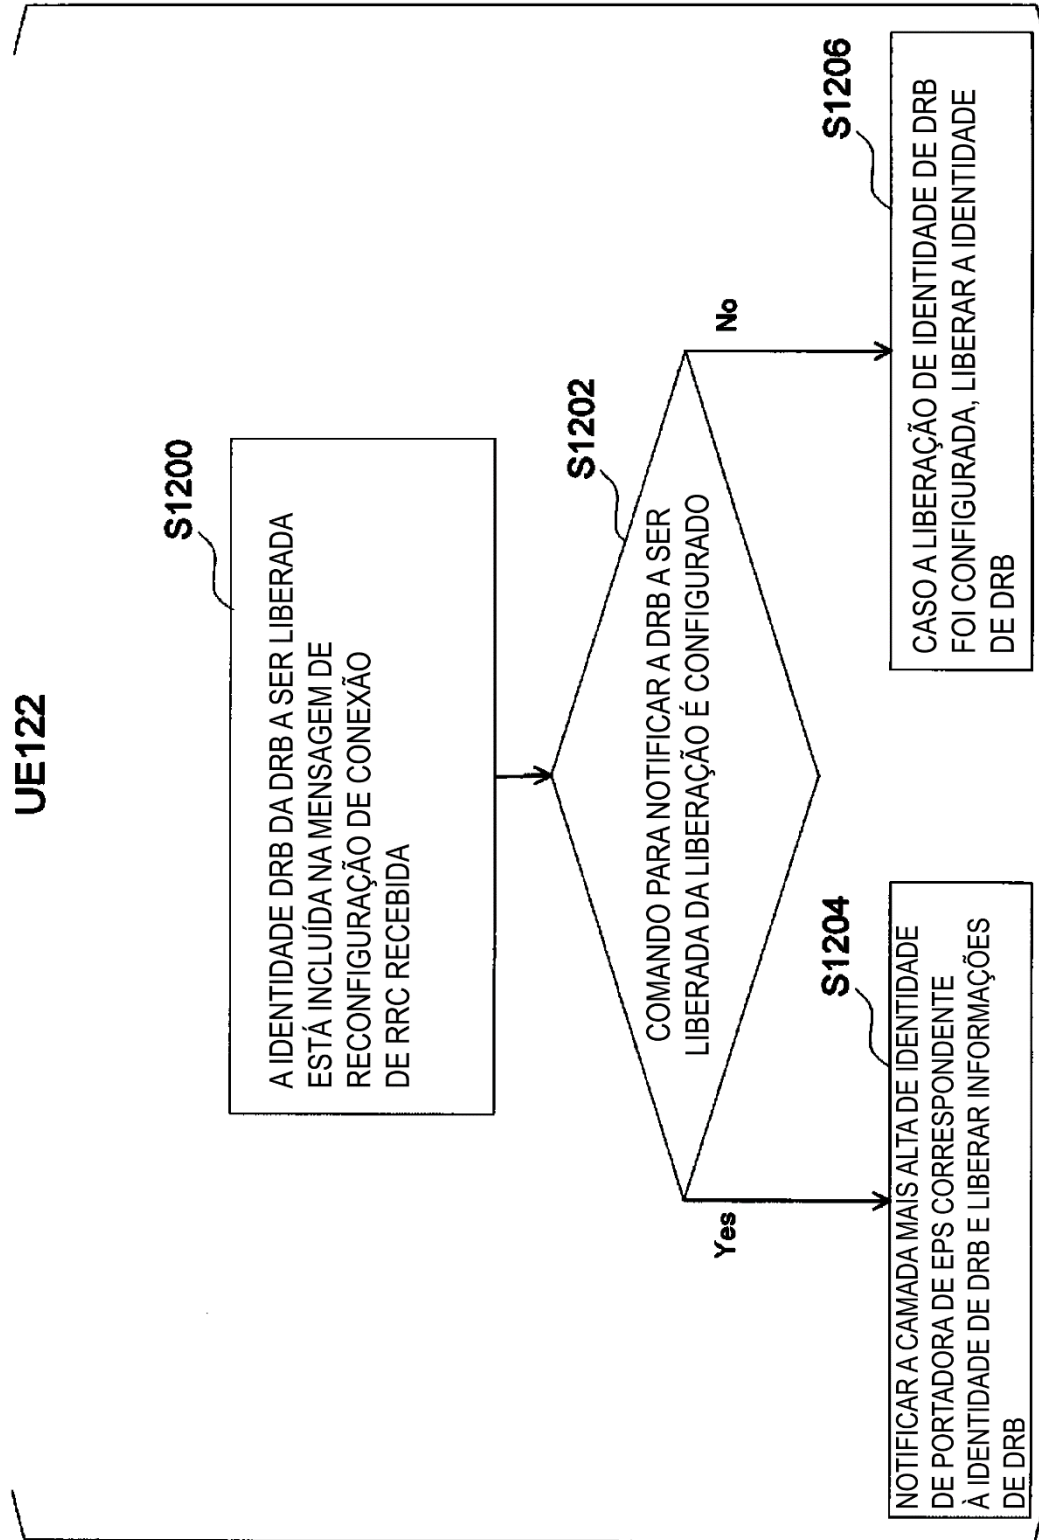 UE122
S1200
A IDENTIDADE DRB DA DRB A SER LIBERADA
ESTÁ INCLUÍDA NA MENSAGEM DE
RECONFIGURAÇÃO DE CONEXÃO
DE RRC RECEBIDA
S1202
COMANDO PARA NOTIFICAR A DRB A SER
LIBERADA DA LIBERAÇÃO É CONFIGURADO
Yes
No
S1204
NOTIFICAR A CAMADA MAIS ALTA DE IDENTIDADE
DE PORTADORA DE EPS CORRESPONDENTE
À IDENTIDADE DE DRB E LIBERAR INFORMAÇÕES
DE DRB
S1206
CASO A LIBERAÇÃO DE IDENTIDADE DE DRB
FOI CONFIGURADA, LIBERAR A IDENTIDADE
DE DRB